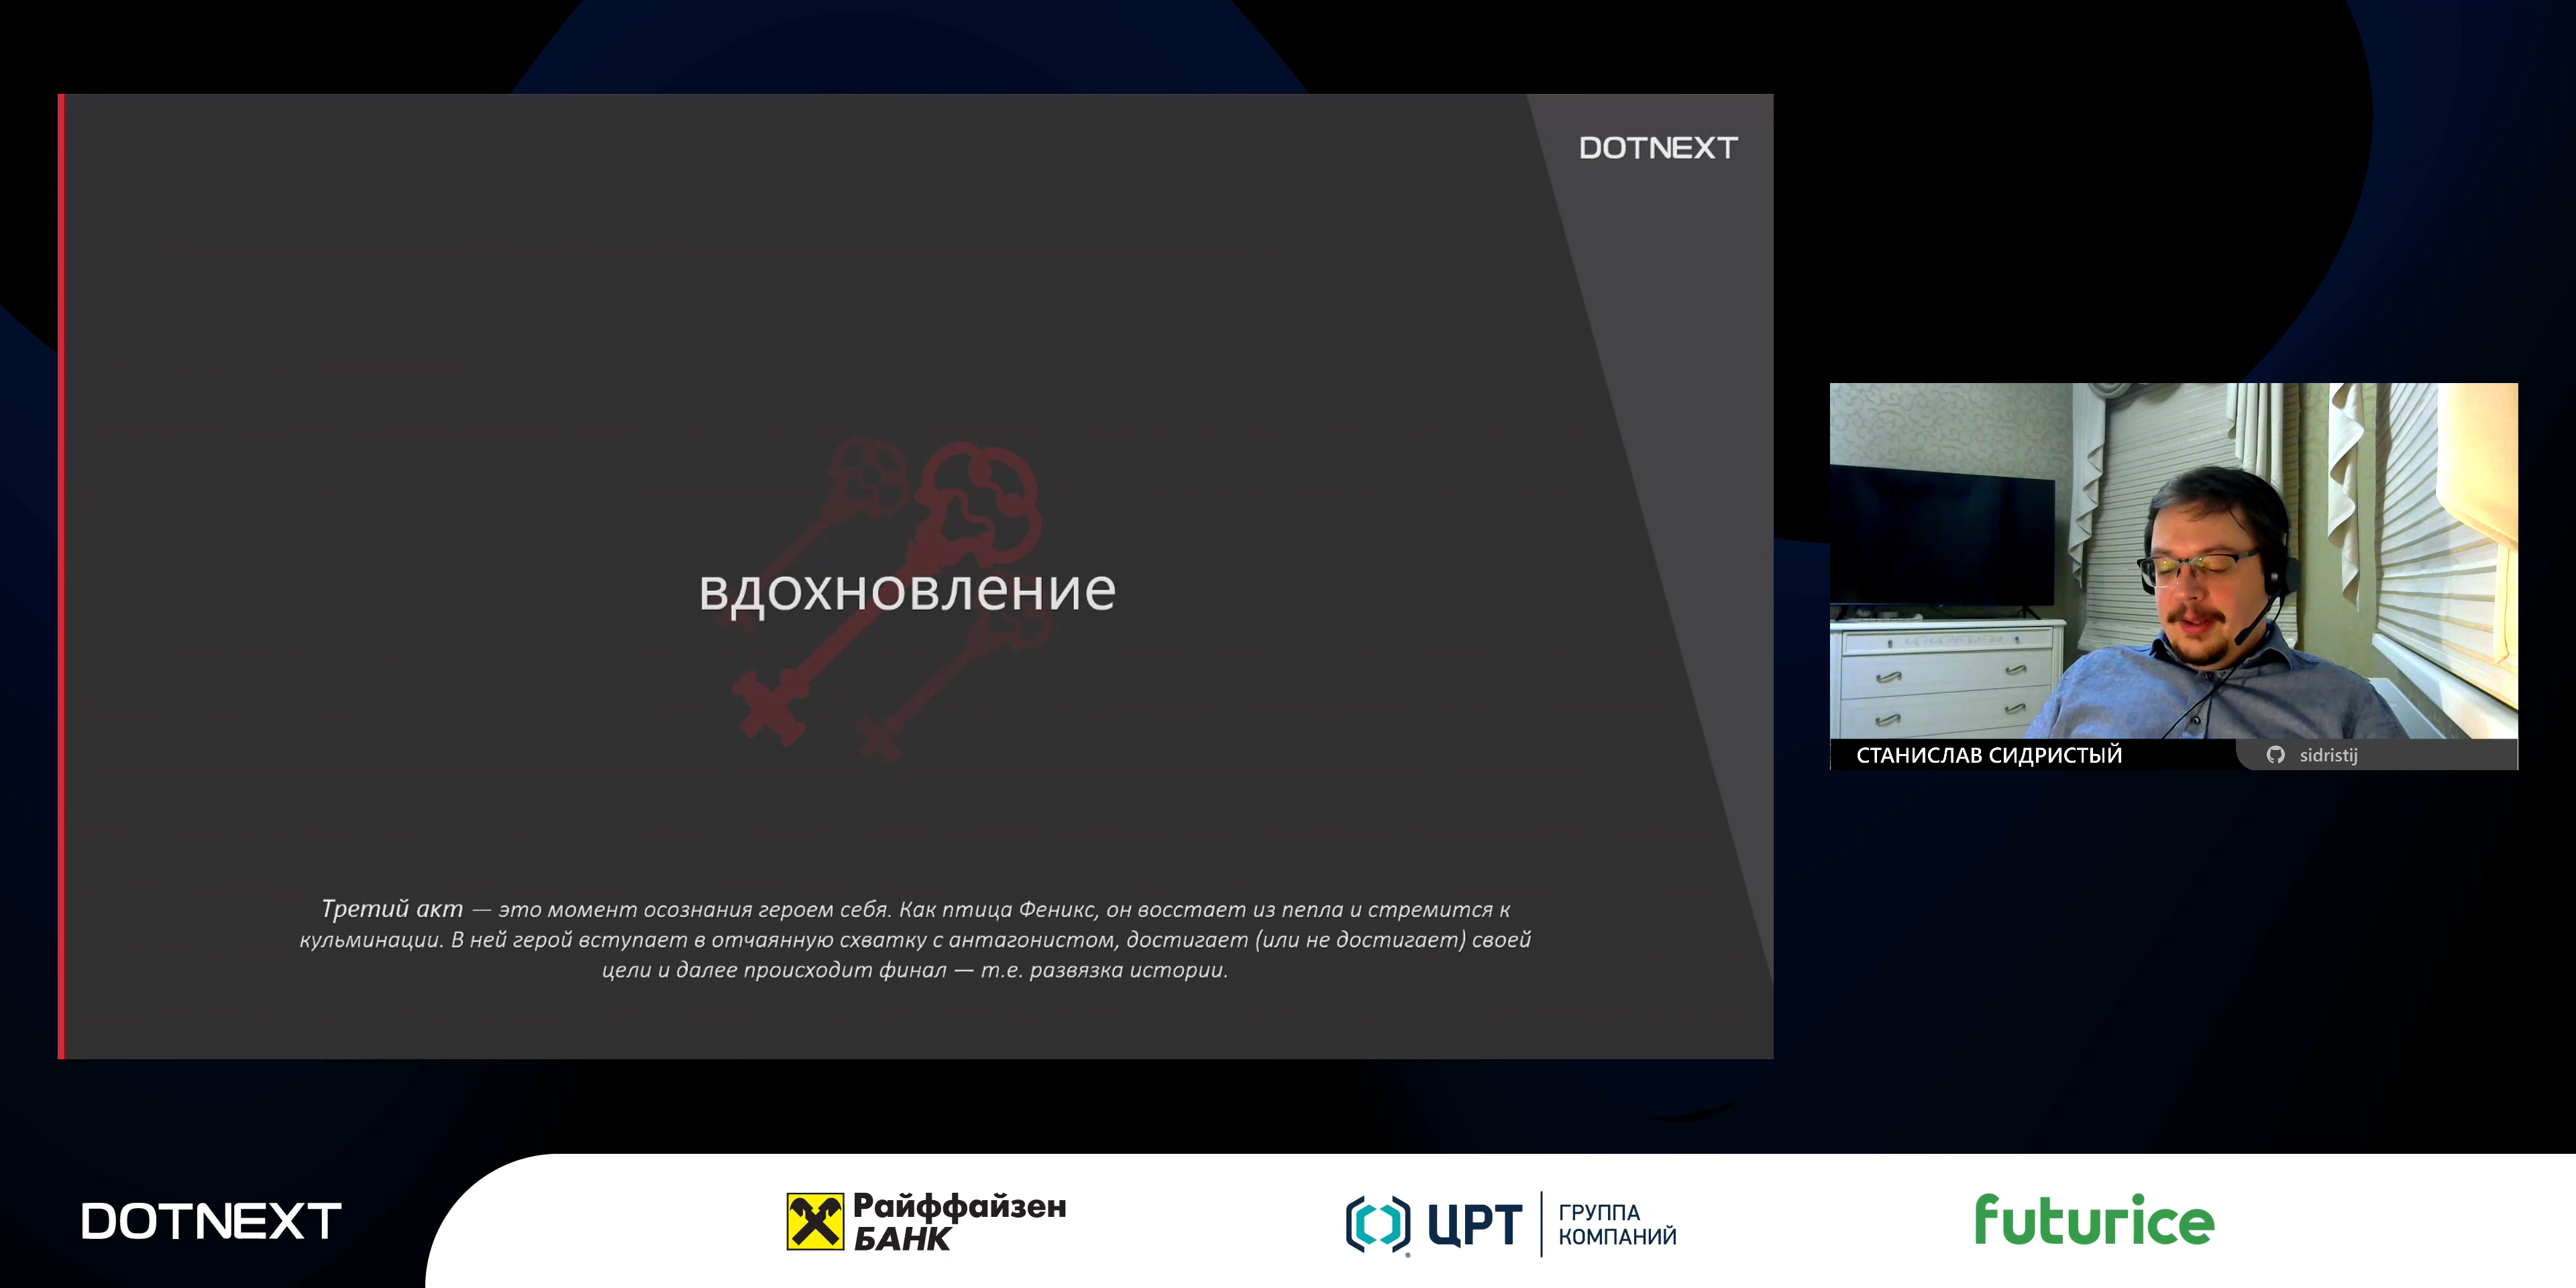 DOTNEXT
вдохновление
Третий акт — это момент осознания героем себя. Как птица Феникс, он восстает из пепла и стремится к
кульминации. В ней герой вступает в отчаянную схватку с антагонистом, достигает (или не достигает) своей
цели и далее происходит финал — т.е. развязка истории.
СТАНИСЛАВ СИДРИСТЫЙ
sidristij
DOTNEXT
Райффайзен
БАНК
ЦРТ
ГРУППА
КОМПАНИЙ
futurice